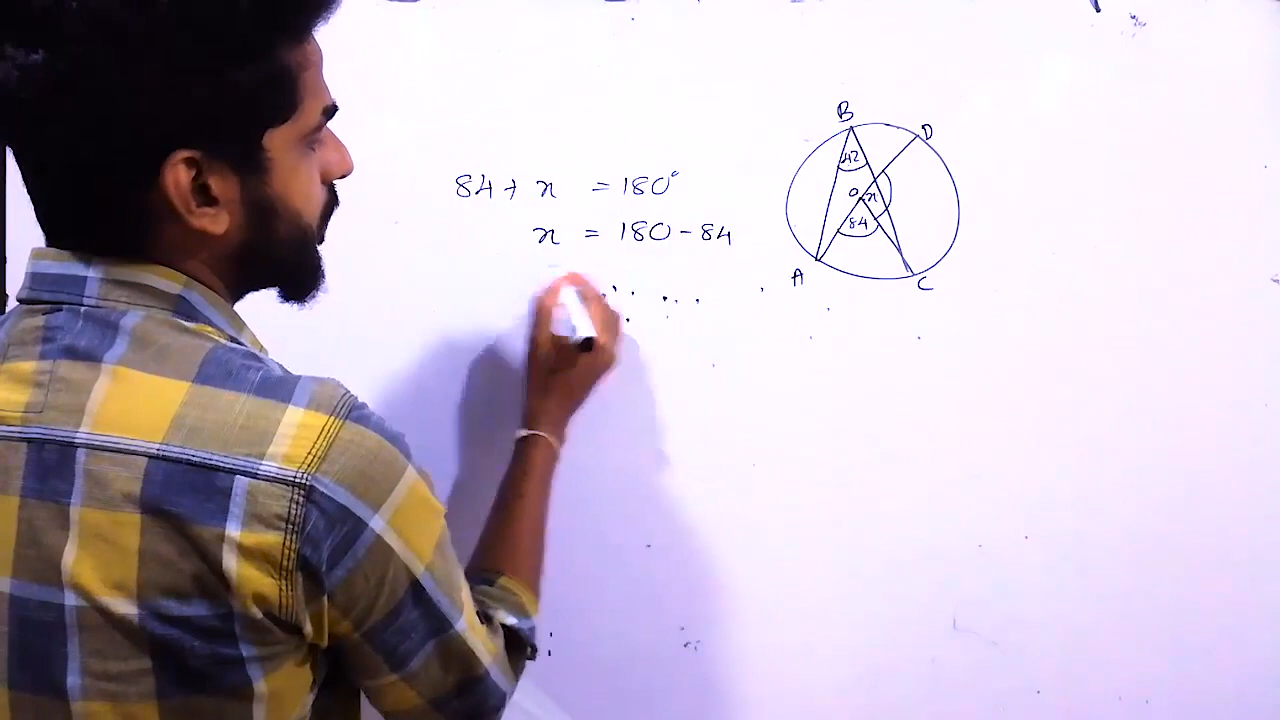 84 + x = 180°
x = 180 - 84
B
D
42
O
x
84
A
C